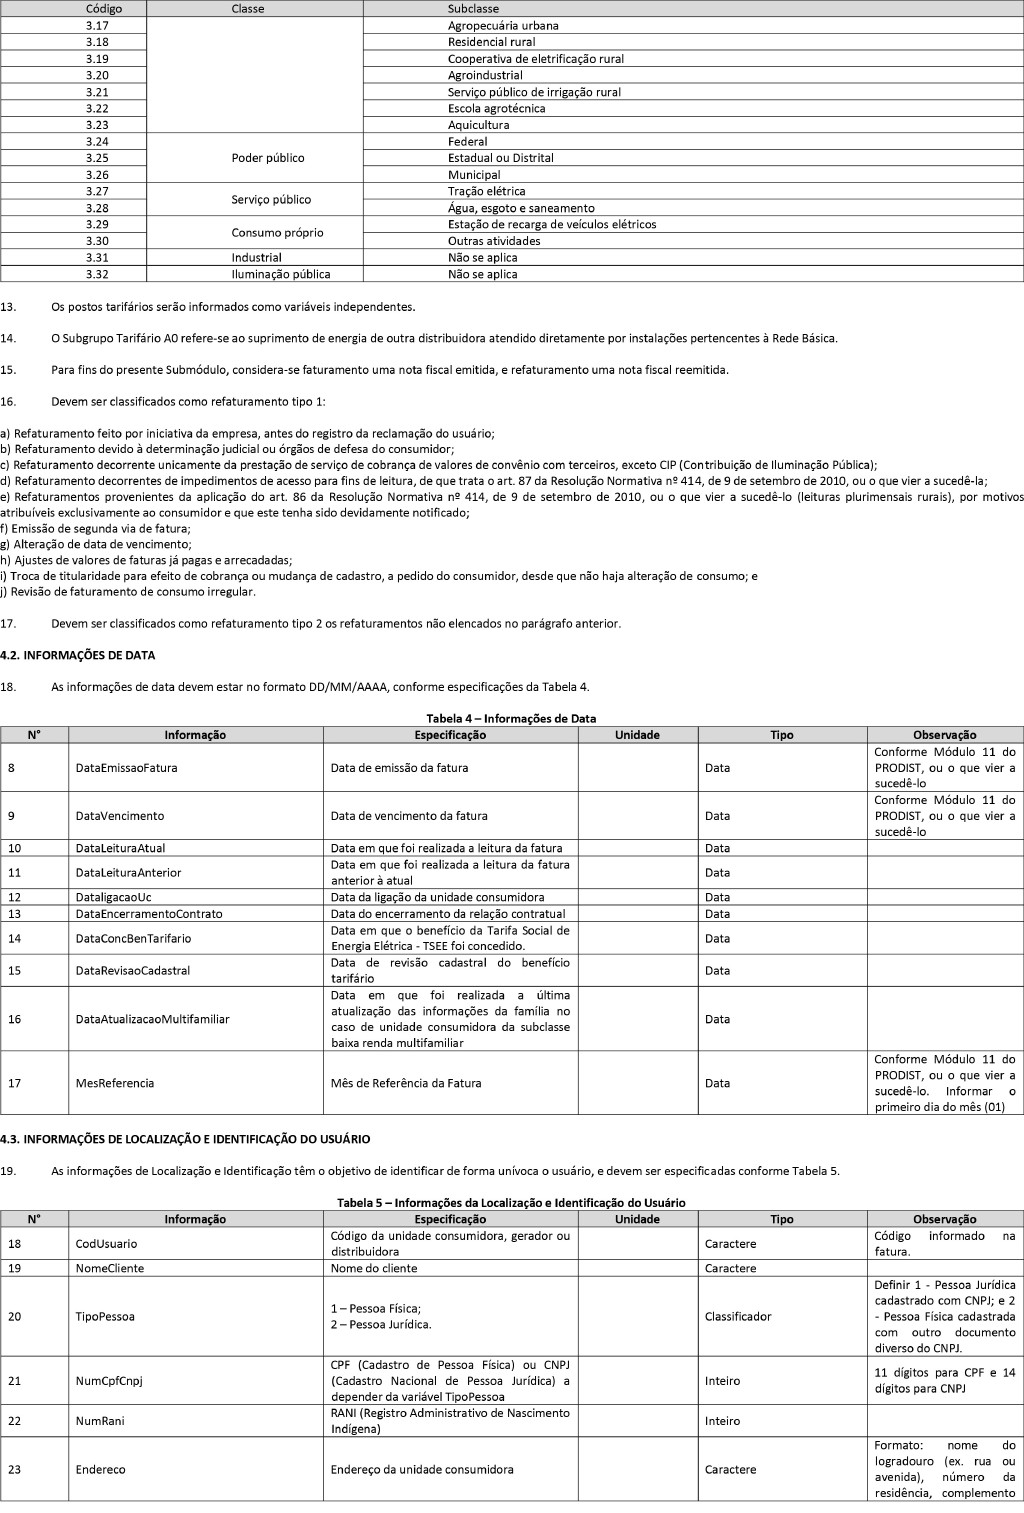 Código Classe Subclasse
3.17 Agropecuária urbana
3.18 Residencial rural
3.19 Cooperativa de eletrificação rural
3.20 Agroindustrial
3.21 Serviço público de irrigação rural
3.22 Escola agrotécnica
3.23 Aquicultura
3.24 Federal
3.25 Poder público Estadual ou Distrital
3.26 Municipal
3.27 Serviço público Tração elétrica
3.28 Água, esgoto e saneamento
3.29 Consumo próprio Estação de recarga de veículos elétricos
3.30 Outras atividades
3.31 Industrial Não se aplica
3.32 Iluminação pública Não se aplica
13. Os postos tarifários serão informados como variáveis independentes.
14. O Subgrupo Tarifário A0 refere-se ao suprimento de energia de outra distribuidora atendido diretamente por instalações pertencentes à Rede Básica.
15. Para fins do presente Submódulo, considera-se faturamento uma nota fiscal emitida, e refaturamento uma nota fiscal reemitida.
16. Devem ser classificados como refaturamento tipo 1:
a) Refaturamento feito por iniciativa da empresa, antes do registro da reclamação do usuário;
b) Refaturamento devido à determinação judicial ou órgãos de defesa do consumidor;
c) Refaturamento decorrente unicamente da prestação de serviço de cobrança de valores de convênio com terceiros, exceto CIP (Contribuição de Iluminação Pública);
d) Refaturamento decorrentes de impedimentos de acesso para fins de leitura, de que trata o art. 87 da Resolução Normativa nº 414, de 9 de setembro de 2010, ou o que vier a sucedê-la;
e) Refaturamentos provenientes da aplicação do art. 86 da Resolução Normativa nº 414, de 9 de setembro de 2010, ou o que vier a sucedê-lo (leituras plurimensais rurais), por motivos
atribuíveis exclusivamente ao consumidor e que este tenha sido devidamente notificado;
f) Emissão de segunda via de fatura;
g) Alteração de data de vencimento;
h) Ajustes de valores de faturas já pagas e arrecadadas;
i) Troca de titularidade para efeito de cobrança ou mudança de cadastro, a pedido do consumidor, desde que não haja alteração de consumo; e
j) Revisão de faturamento de consumo irregular.
17. Devem ser classificados como refaturamento tipo 2 os refaturamentos não elencados no parágrafo anterior.
4.2. INFORMAÇÕES DE DATA
18. As informações de data devem estar no formato DD/MM/AAAA, conforme especificações da Tabela 4.
Tabela 4 – Informações de Data
N° Informação Especificação Unidade Tipo Observação
8 DataEmissaoFatura Data de emissão da fatura Data Conforme Módulo 11 do
PRODIST, ou o que vier a
sucedê-lo
9 DataVencimento Data de vencimento da fatura Data Conforme Módulo 11 do
PRODIST, ou o que vier a
sucedê-lo
10 DataLeituraAtual Data em que foi realizada a leitura da fatura Data
11 DataLeituraAnterior Data em que foi realizada a leitura da fatura
anterior à atual Data
12 DataligacaoUc Data da ligação da unidade consumidora Data
13 DataEncerramentoContrato Data do encerramento da relação contratual Data
14 DataConcBenTarifario Data em que o benefício da Tarifa Social de
Energia Elétrica - TSEE foi concedido. Data
15 DataRevisaoCadastral Data de revisão cadastral do benefício
tarifário Data
16 DataAtualizacaoMultifamiliar Data em que foi realizada a última
atualização das informações da família no
caso de unidade consumidora da subclasse
baixa renda multifamiliar Data
17 MesReferencia Mês de Referência da Fatura Data Conforme Módulo 11 do
PRODIST, ou o que vier a
sucedê-lo. Informar o
primeiro dia do mês (01)
4.3. INFORMAÇÕES DE LOCALIZAÇÃO E IDENTIFICAÇÃO DO USUÁRIO
19. As informações de Localização e Identificação têm o objetivo de identificar de forma unívoca o usuário, e devem ser especificadas conforme Tabela 5.
Tabela 5 – Informações da Localização e Identificação do Usuário
N° Informação Especificação Unidade Tipo Observação
18 CodUsuario Código da unidade consumidora, gerador ou
distribuidora Caractere Código informado na
fatura.
19 NomeCliente Nome do cliente Caractere
20 TipoPessoa 1 – Pessoa Física;
2 – Pessoa Jurídica. Classificador Definir 1 - Pessoa Jurídica
cadastrado com CNPJ; e 2
- Pessoa Física cadastrada
com outro documento
diverso do CNPJ.
21 NumCpfCnpj CPF (Cadastro de Pessoa Física) ou CNPJ
(Cadastro Nacional de Pessoa Jurídica) a
depender da variável TipoPessoa Inteiro 11 dígitos para CPF e 14
dígitos para CNPJ
22 NumRani RANI (Registro Administrativo de Nascimento
Indígena) Inteiro
23 Endereco Endereço da unidade consumidora Caractere Formato: nome do
logradouro (ex. rua ou
avenida), número da
residência, complemento